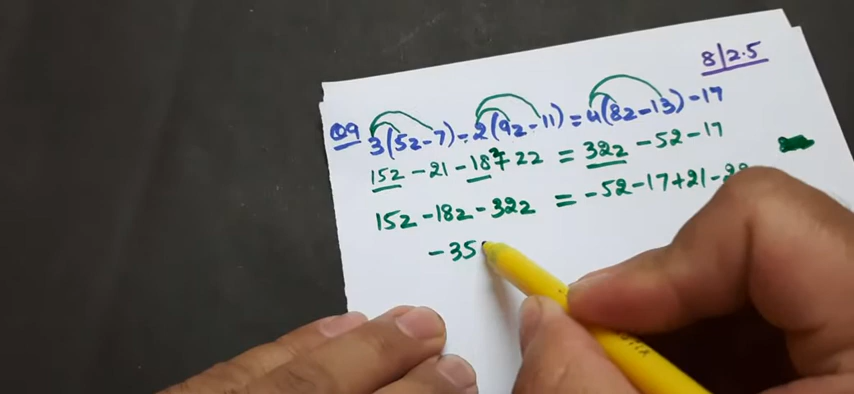 8/2.5
Q9 3(5z-7)-2(9z-11)=4(8z-13)-17
15z-21-18z+22=32z-52-17
15z-18z-32z=-52-17+21-22
-35